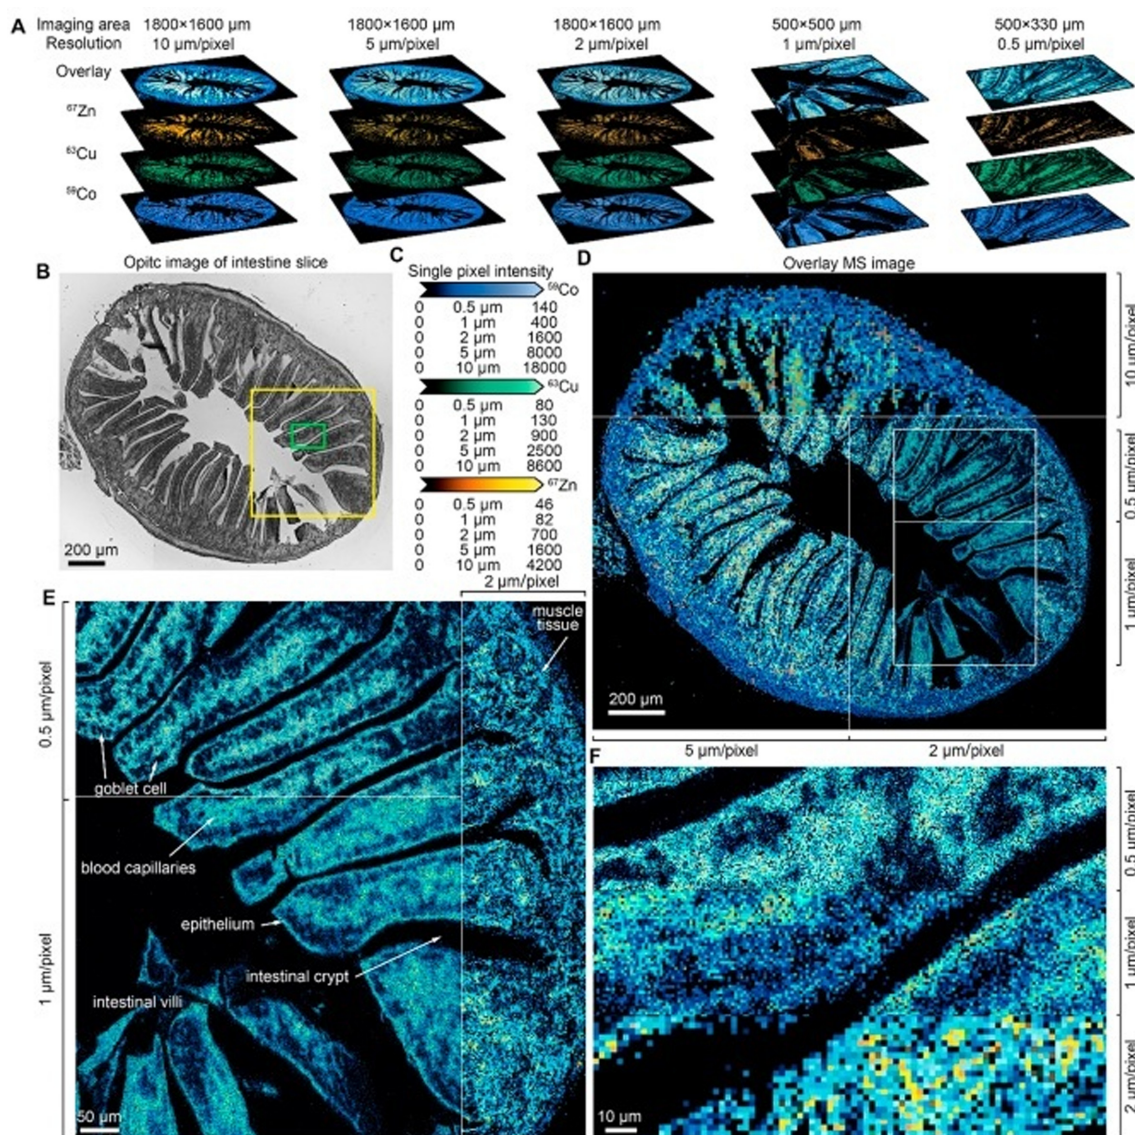 A
Imaging area 1800×1600 μm 1800×1600 μm 1800×1600 μm 500×500 μm 500×330 μm
Resolution 10 μm/pixel 5 μm/pixel 2 μm/pixel 1 μm/pixel 0.5 μm/pixel
Overlay
⁶⁷Zn
⁶³Cu
⁵⁹Co
B
Opitc image of intestine slice
200 μm
C
Single pixel intensity
⁵⁹Co
0 0.5 μm 140
0 1 μm 400
0 2 μm 1600
0 5 μm 8000
0 10 μm 18000
⁶³Cu
0 0.5 μm 80
0 1 μm 130
0 2 μm 900
0 5 μm 2500
0 10 μm 8600
⁶⁷Zn
0 0.5 μm 46
0 1 μm 82
0 2 μm 700
0 5 μm 1600
0 10 μm 4200
D
Overlay MS image
10 μm/pixel
0.5 μm/pixel
1 μm/pixel
200 μm
5 μm/pixel 2 μm/pixel
E
2 μm/pixel
muscle
tissue
0.5 μm/pixel
goblet cell
blood capillaries
epithelium
intestinal crypt
intestinal villi
1 μm/pixel
50 μm
F
0.5 μm/pixel
1 μm/pixel
2 μm/pixel
10 μm